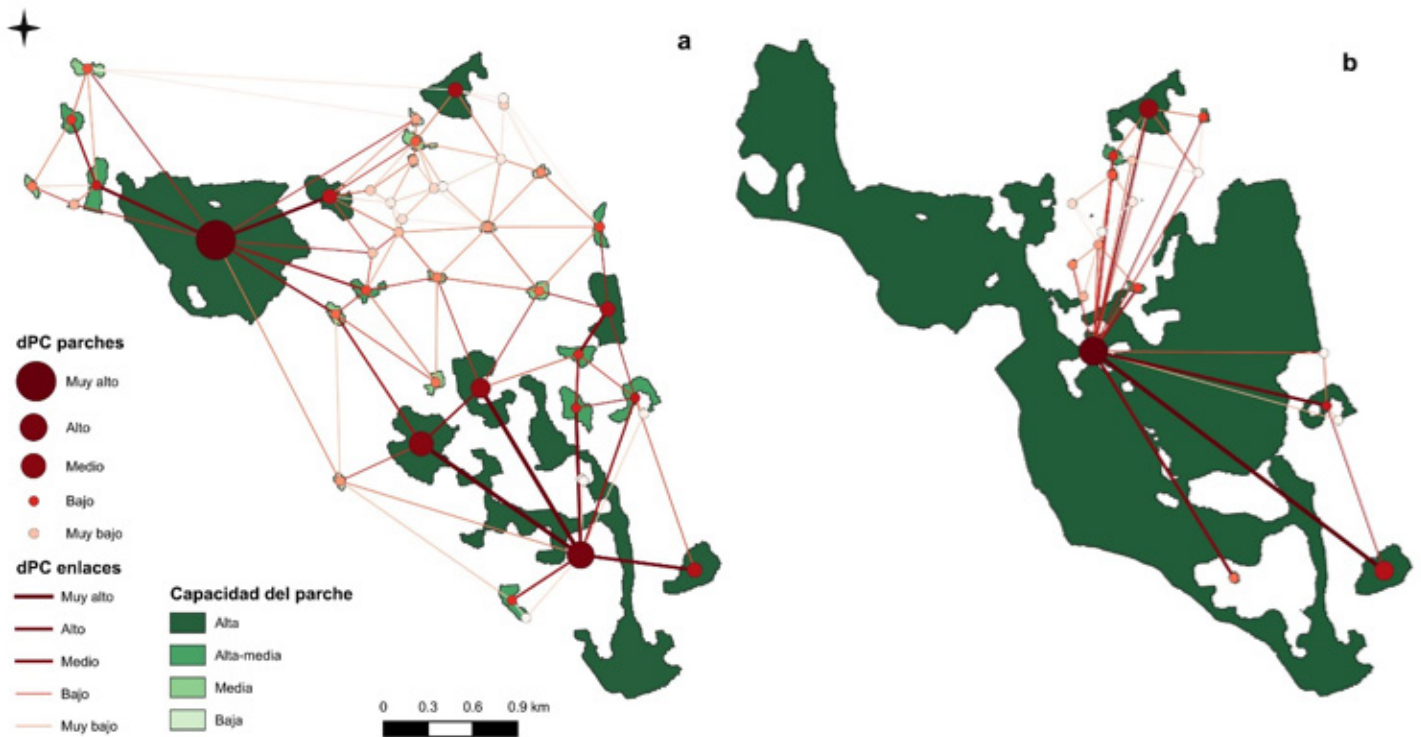 a
b
dPC parches
Muy alto
Alto
Medio
Bajo
Muy bajo
dPC enlaces
Muy alto
Alto
Medio
Bajo
Muy bajo
Capacidad del parche
Alta
Alta-media
Media
Baja
0 0.3 0.6 0.9 km